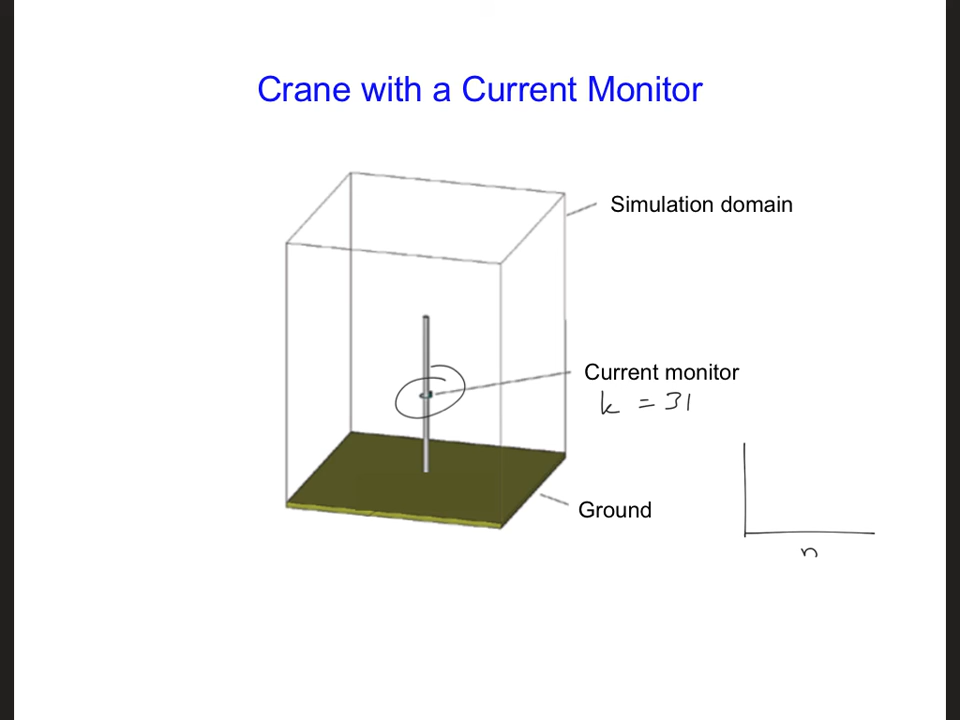 Crane with a Current Monitor
Simulation domain
Current monitor
k = 31
Ground
n